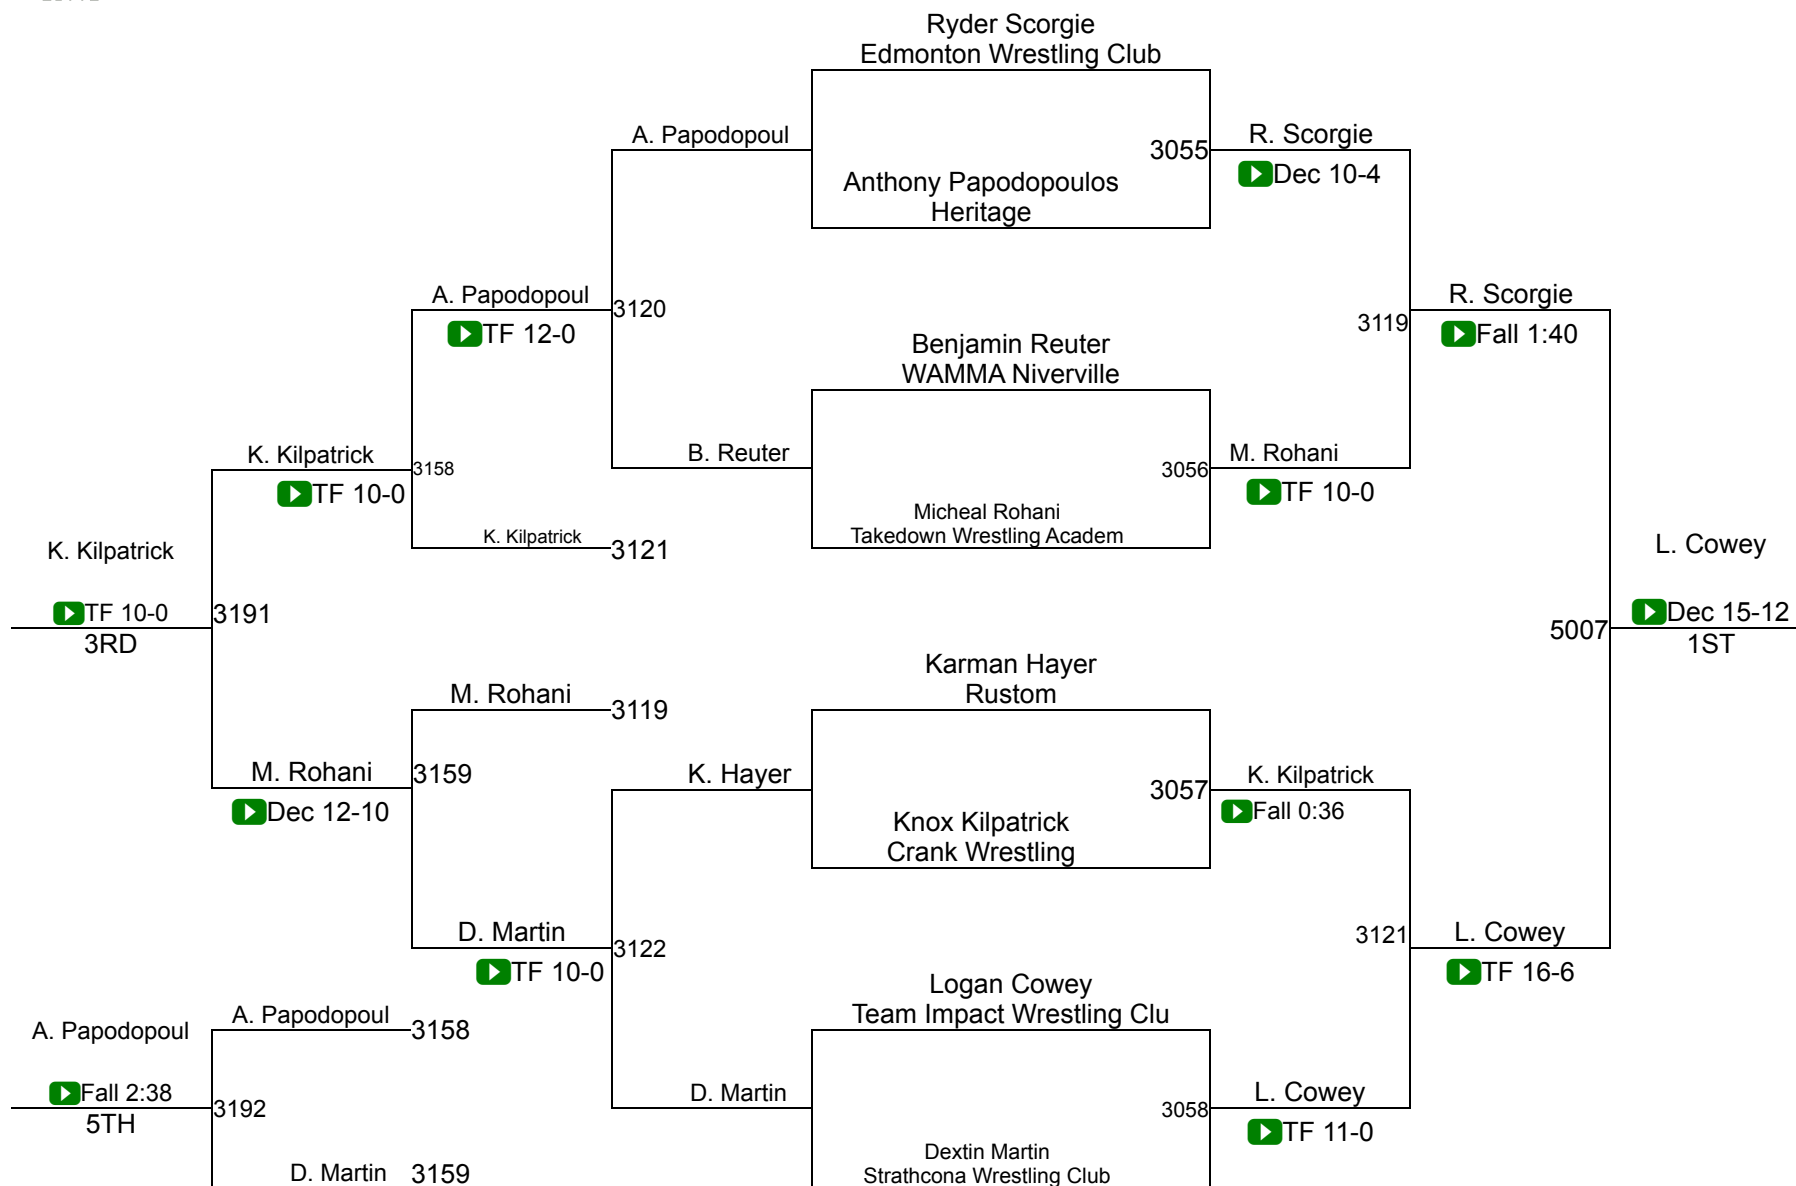 Ryder Scorgie
Edmonton Wrestling Club
A. Papodopoul
3055
R. Scorgie
Dec 10-4
Anthony Papodopoulos
Heritage
A. Papodopoul
3120
TF 12-0
R. Scorgie
3119
Fall 1:40
Benjamin Reuter
WAMMA Niverville
K. Kilpatrick
3158
TF 10-0
B. Reuter
3056
M. Rohani
TF 10-0
Micheal Rohani
Takedown Wrestling Academ
K. Kilpatrick
3121
K. Kilpatrick
TF 10-0
3RD
3191
L. Cowey
5007
Dec 15-12
1ST
Karman Hayer
Rustom
M. Rohani
3119
M. Rohani
3159
Dec 12-10
K. Hayer
3057
K. Kilpatrick
Fall 0:36
Knox Kilpatrick
Crank Wrestling
D. Martin
3122
TF 10-0
3121
L. Cowey
TF 16-6
Logan Cowey
Team Impact Wrestling Clu
A. Papodopoul
3158
A. Papodopoul
Fall 2:38
5TH
3192
D. Martin
3058
L. Cowey
TF 11-0
Dextin Martin
Strathcona Wrestling Club
D. Martin
3159